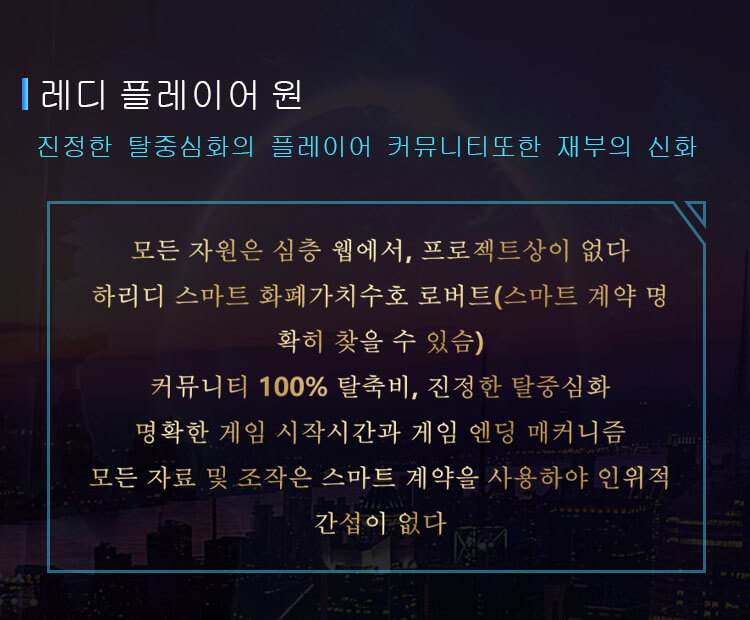 레디 플레이어 원
진정한 탈중심화의 플레이어 커뮤니티또한 재부의 신화
모든 자원은 심층 웹에서, 프로젝트상이 없다
하리디 스마트 화폐가치수호 로버트(스마트 계약 명
확히 찾을 수 있슴)
커뮤니티 100% 탈축비, 진정한 탈중심화
명확한 게임 시작시간과 게임 엔딩 매커니즘
모든 자료 및 조작은 스마트 계약을 사용하야 인위적
간섭이 없다